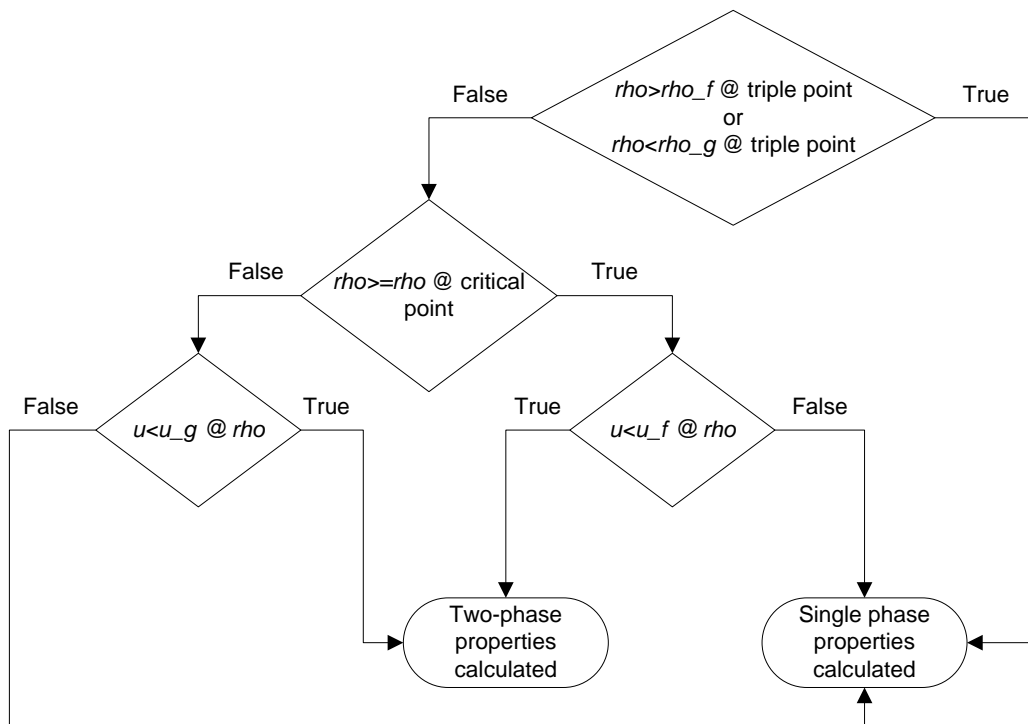 rho>rho_f @ triple point
or
rho<rho_g @ triple point
False
True
rho>=rho @ critical
point
False
True
u<u_g @ rho
False
True
u<u_f @ rho
True
False
Two-phase
properties
calculated
Single phase
properties
calculated